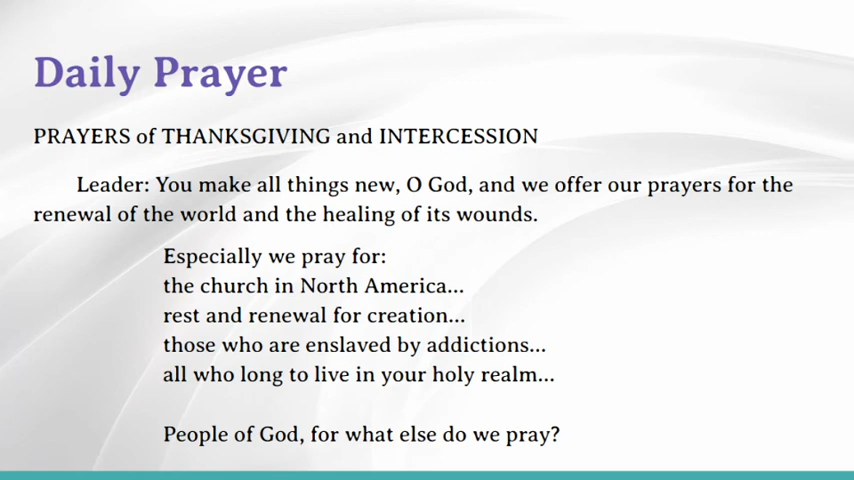 Daily Prayer
PRAYERS of THANKSGIVING and INTERCESSION
Leader: You make all things new, O God, and we offer our prayers for the
renewal of the world and the healing of its wounds.
Especially we pray for:
the church in North America...
rest and renewal for creation...
those who are enslaved by addictions...
all who long to live in your holy realm...
People of God, for what else do we pray?